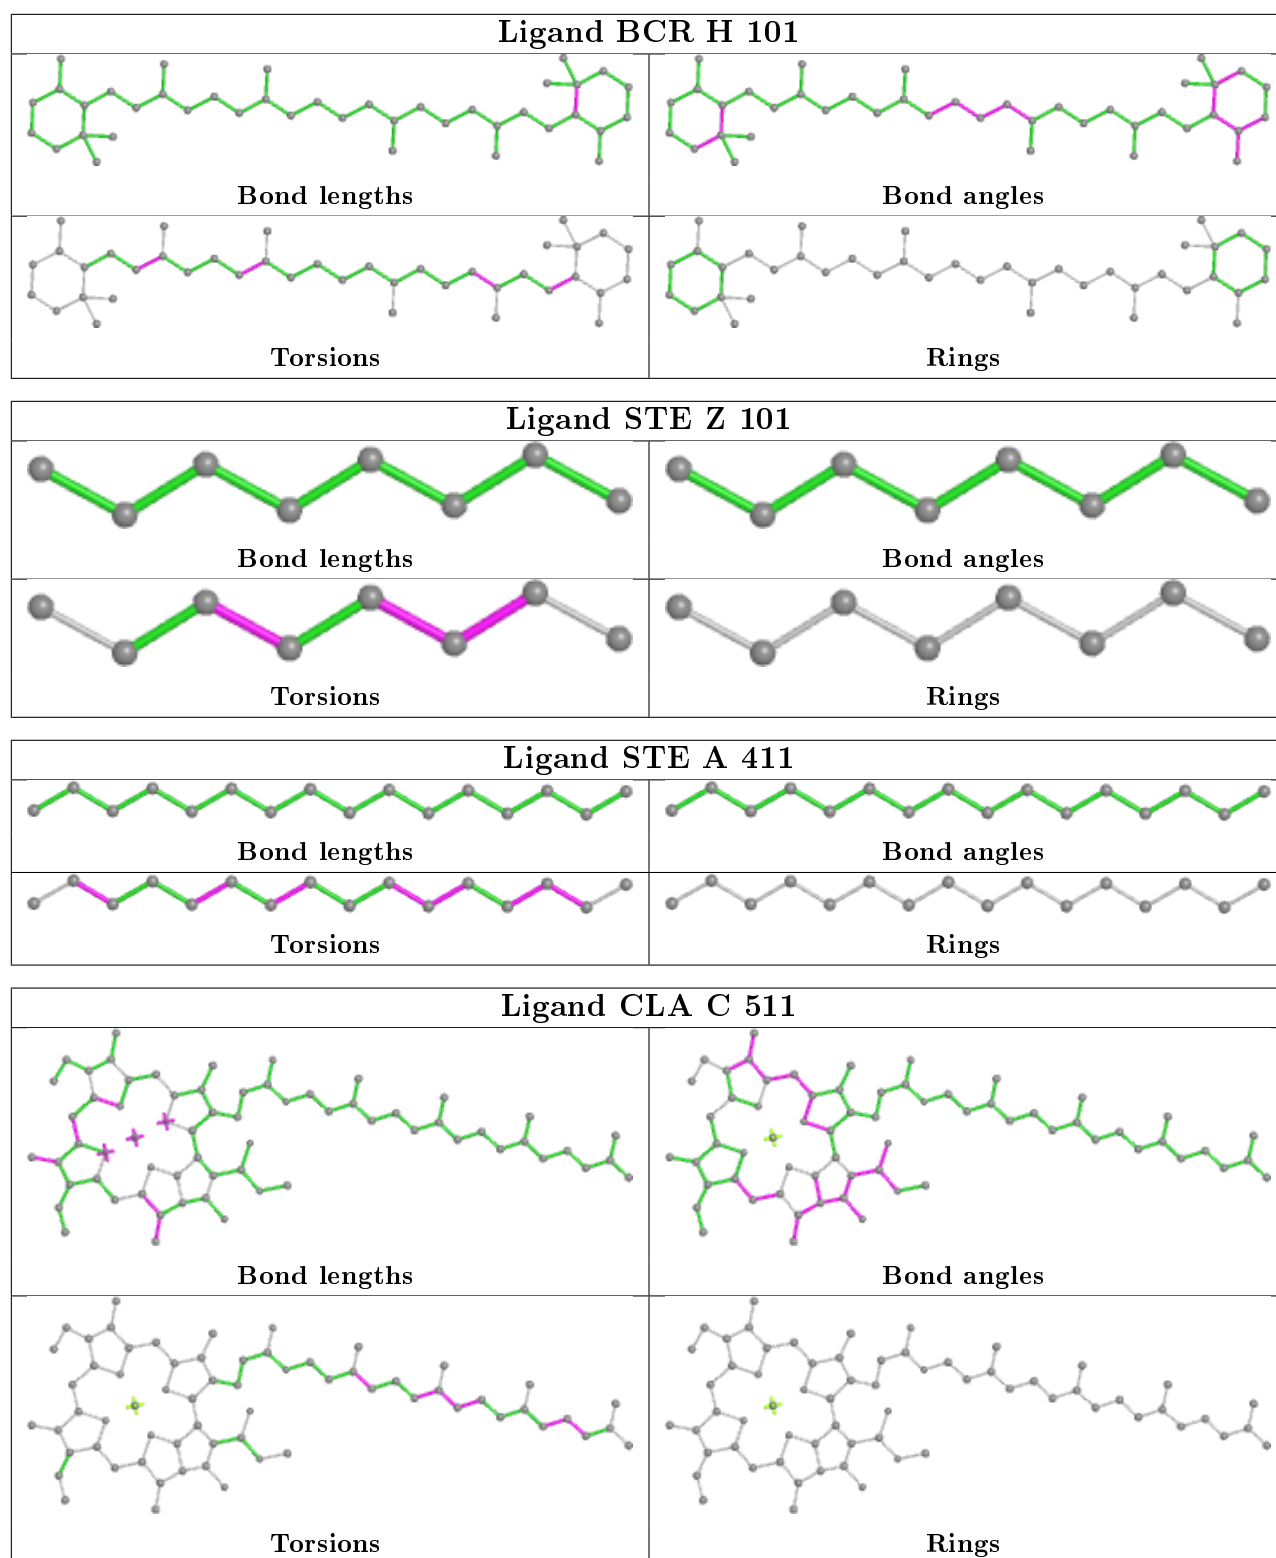 Ligand BCR H 101
Bond lengths
Bond angles
Torsions
Rings
Ligand STE Z 101
Bond lengths
Bond angles
Torsions
Rings
Ligand STE A 411
Bond lengths
Bond angles
Torsions
Rings
Ligand CLA C 511
Bond lengths
Bond angles
Torsions
Rings